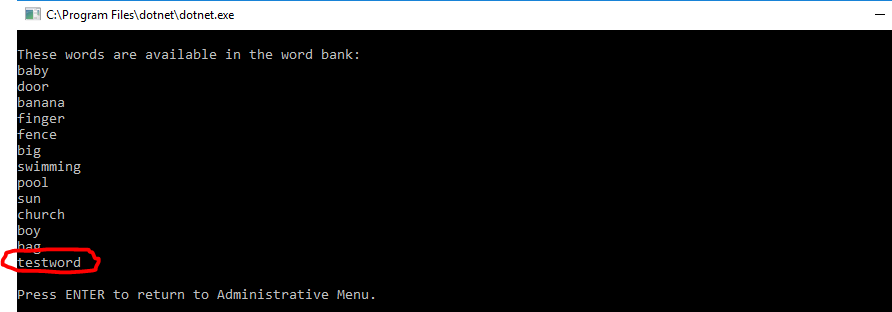 C:\Program Files\dotnet\dotnet.exe
These words are available in the word bank:
baby
door
banana
finger
fence
big
swimming
pool
sun
church
boy
testword
Press ENTER to return to Administrative Menu.